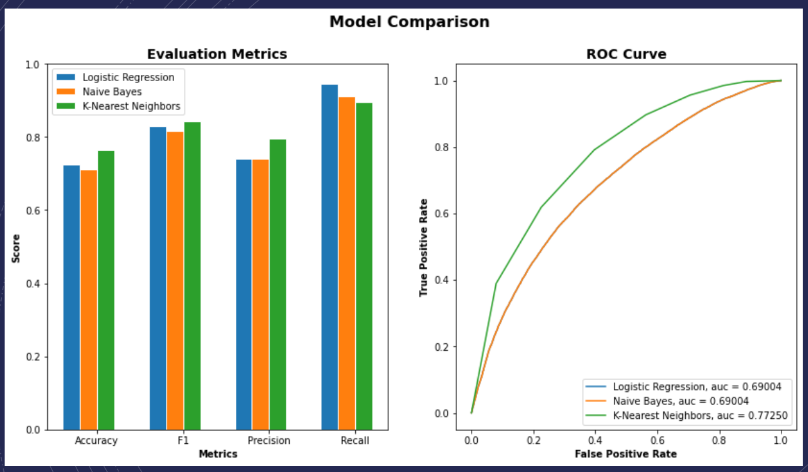 Model Comparison
Evaluation Metrics
1.0
0.8
0.6
0.4
0.2
0.0
Score
Logistic Regression
Naive Bayes
K-Nearest Neighbors
Accuracy F1 Precision Recall
Metrics
ROC Curve
1.0
0.8
0.6
0.4
0.2
0.0
True Positive Rate
Logistic Regression, auc = 0.69004
Naive Bayes, auc = 0.69004
K-Nearest Neighbors, auc = 0.77250
0.0 0.2 0.4 0.6 0.8 1.0
False Positive Rate